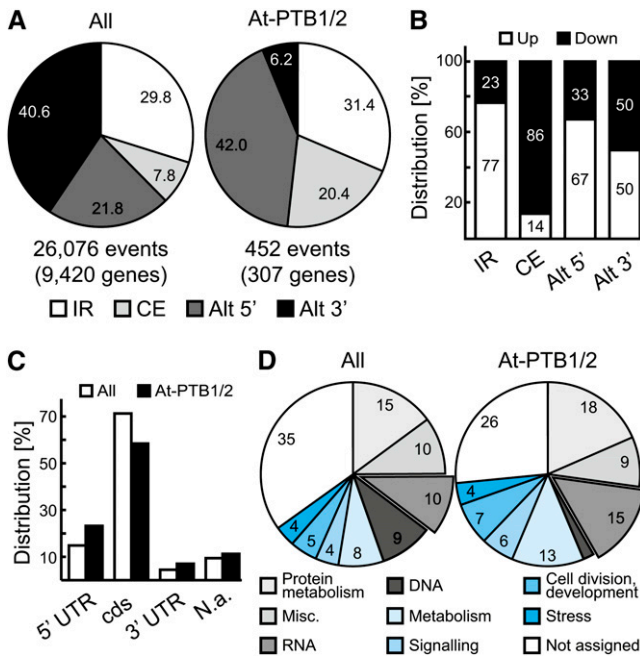 A
All
At-PTB1/2
29.8
7.8
21.8
40.6
6.2
31.4
20.4
42.0
26,076 events
(9,420 genes)
452 events
(307 genes)
IR CE Alt 5’ Alt 3’
B
Up Down
Distribution [%]
100
60
20
23
77
86
14
33
67
50
50
IR CE Alt 5’ Alt 3’
C
All At-PTB1/2
Distribution [%]
70
50
30
10
5’ UTR cds 3’ UTR N.a.
D
All
At-PTB1/2
15
10
10
9
8
4
5
4
35
18
9
15
13
6
7
4
26
Protein metabolism
Misc.
RNA
DNA
Metabolism
Signalling
Cell division, development
Stress
Not assigned